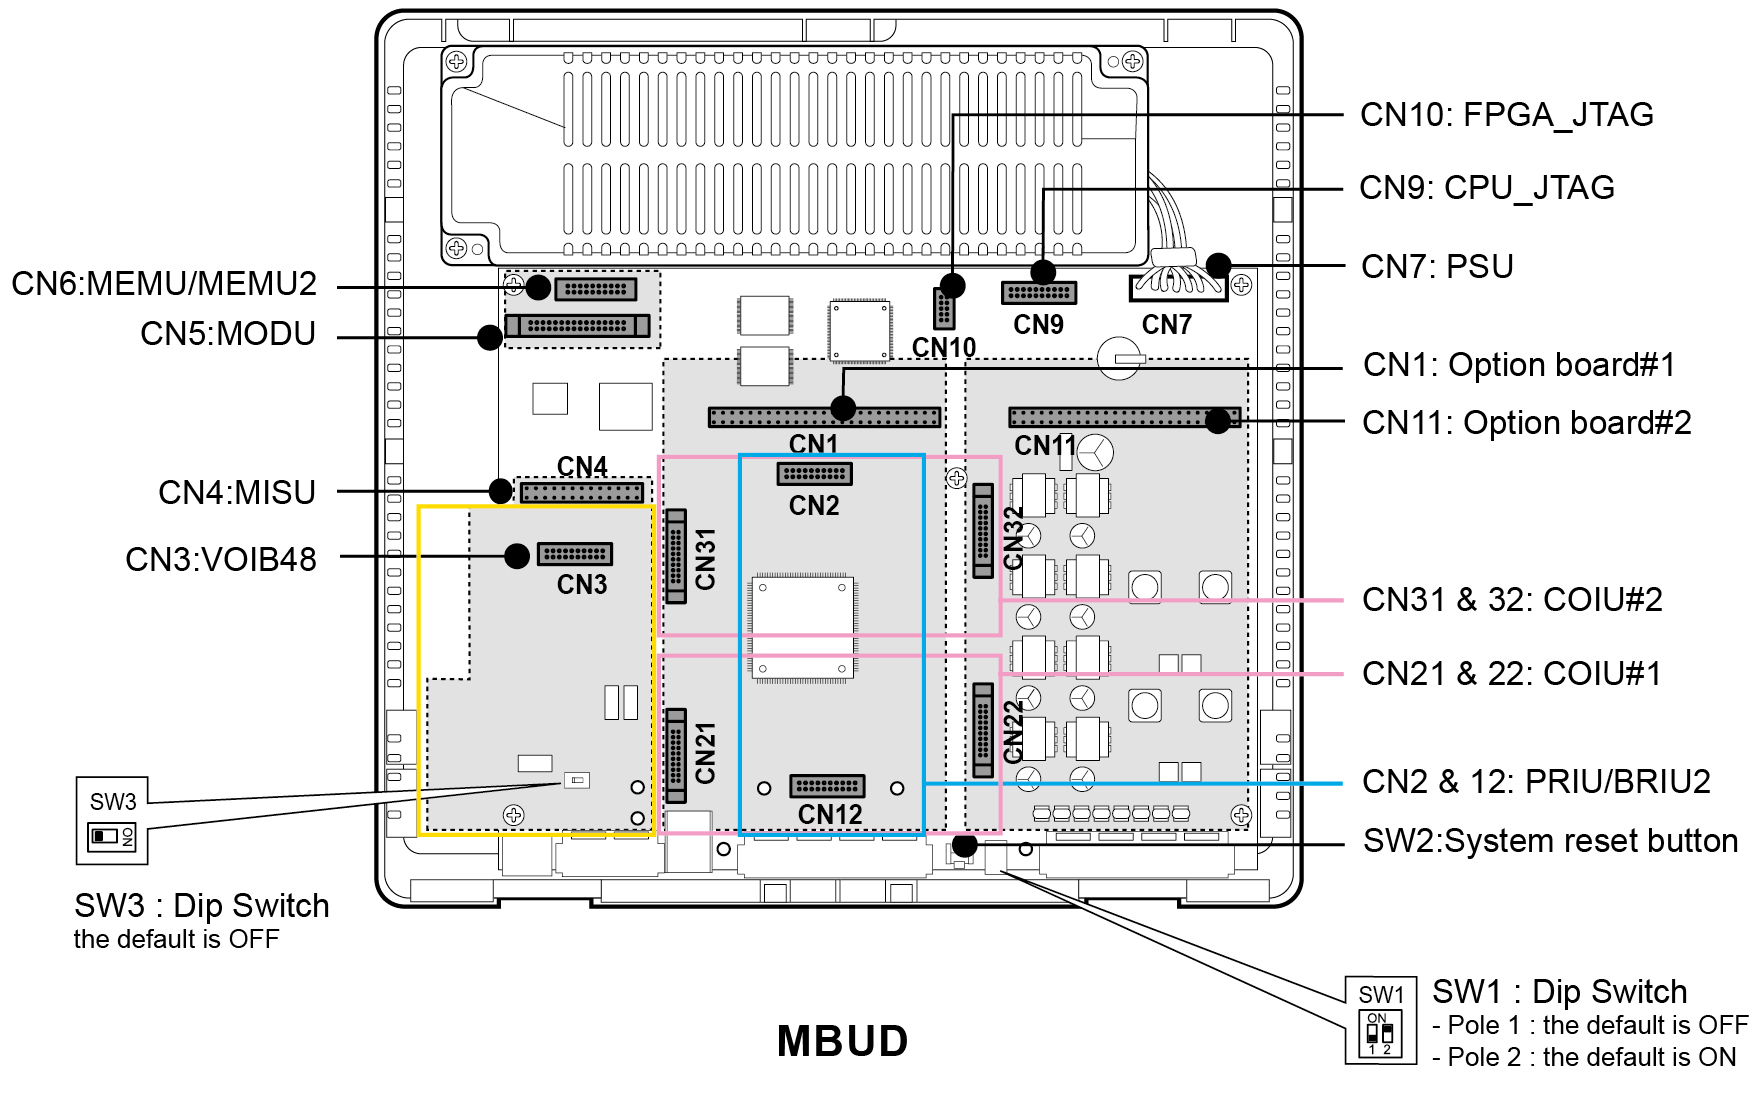 CN10: FPGA_JTAG
CN9: CPU_JTAG
CN7: PSU
CN6:MEMU/MEMU2
CN5:MODU
CN9
CN7
CN10
CN1: Option board#1
CN11: Option board#2
CN1
CN11
CN4
CN4:MISU
CN2
CN3:VOIB48
CN3
CN31
CN32
CN31 & 32: COIU#2
CN21 & 22: COIU#1
CN21
CN22
CN2 & 12: PRIU/BRIU2
CN12
SW2:System reset button
SW3
ON
SW3 : Dip Switch
the default is OFF
SW1
ON
1 2
SW1 : Dip Switch
- Pole 1 : the default is OFF
- Pole 2 : the default is ON
MBUD